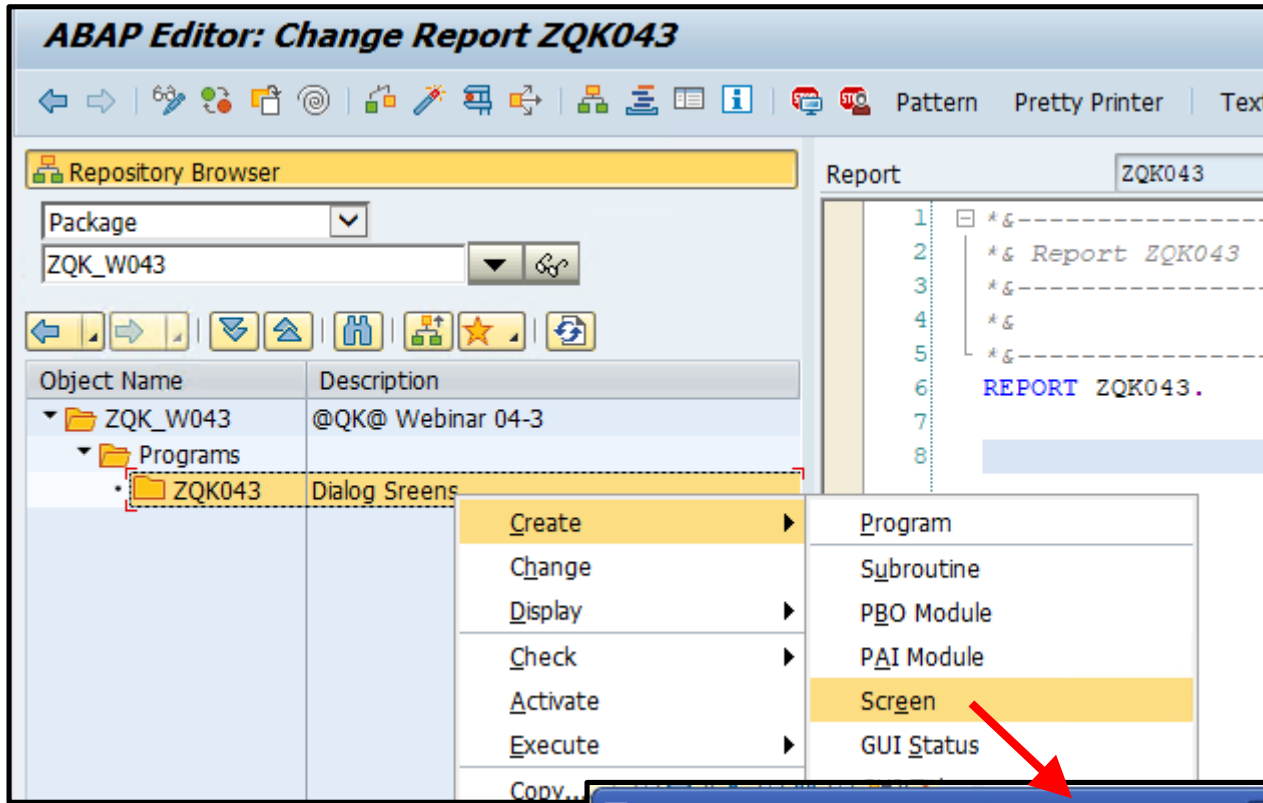 ABAP Editor: Change Report ZQK043
Pattern Pretty Printer Text
Repository Browser
Package
ZQK_W043
Object Name Description
ZQK_W043 @QK@ Webinar 04-3
Programs
ZQK043 Dialog Sreens
Report ZQK043
1 *&----------------
2 *& Report ZQK043
3 *&----------------
4 *&
5 *&----------------
6 REPORT ZQK043.
7
8
Create
Change
Display
Check
Activate
Execute
Copy...
Program
Subroutine
PBO Module
PAI Module
Screen
GUI Status